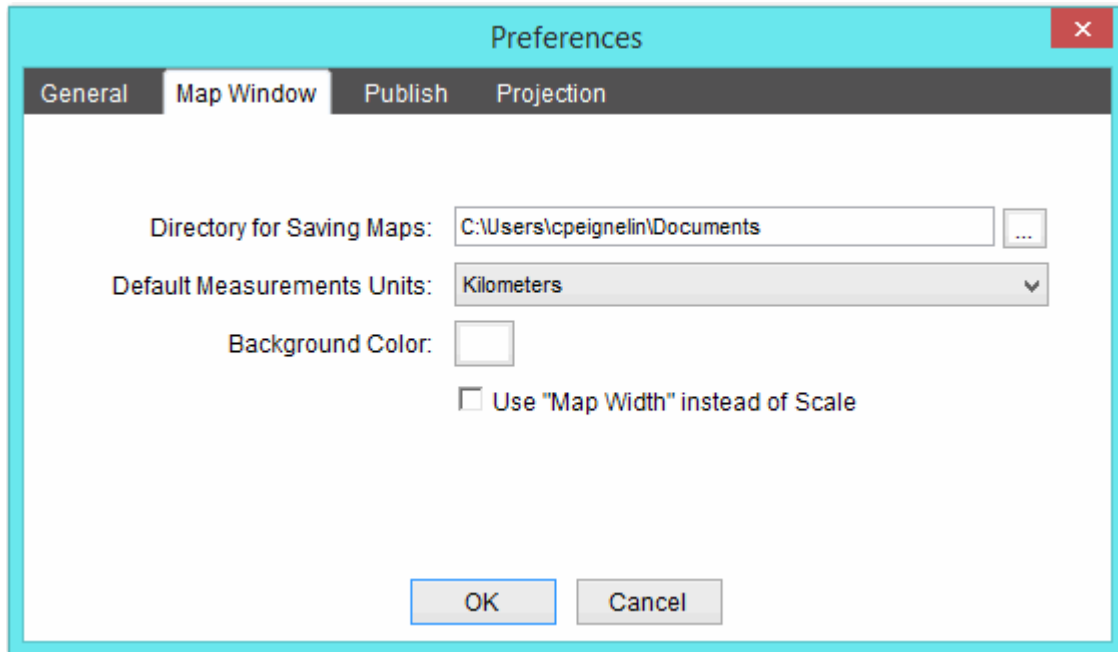 Preferences
General Map Window Publish Projection
Directory for Saving Maps: C:\Users\cpeignelin\Documents ...
Default Measurements Units: Kilometers
Background Color:
Use "Map Width" instead of Scale
OK Cancel